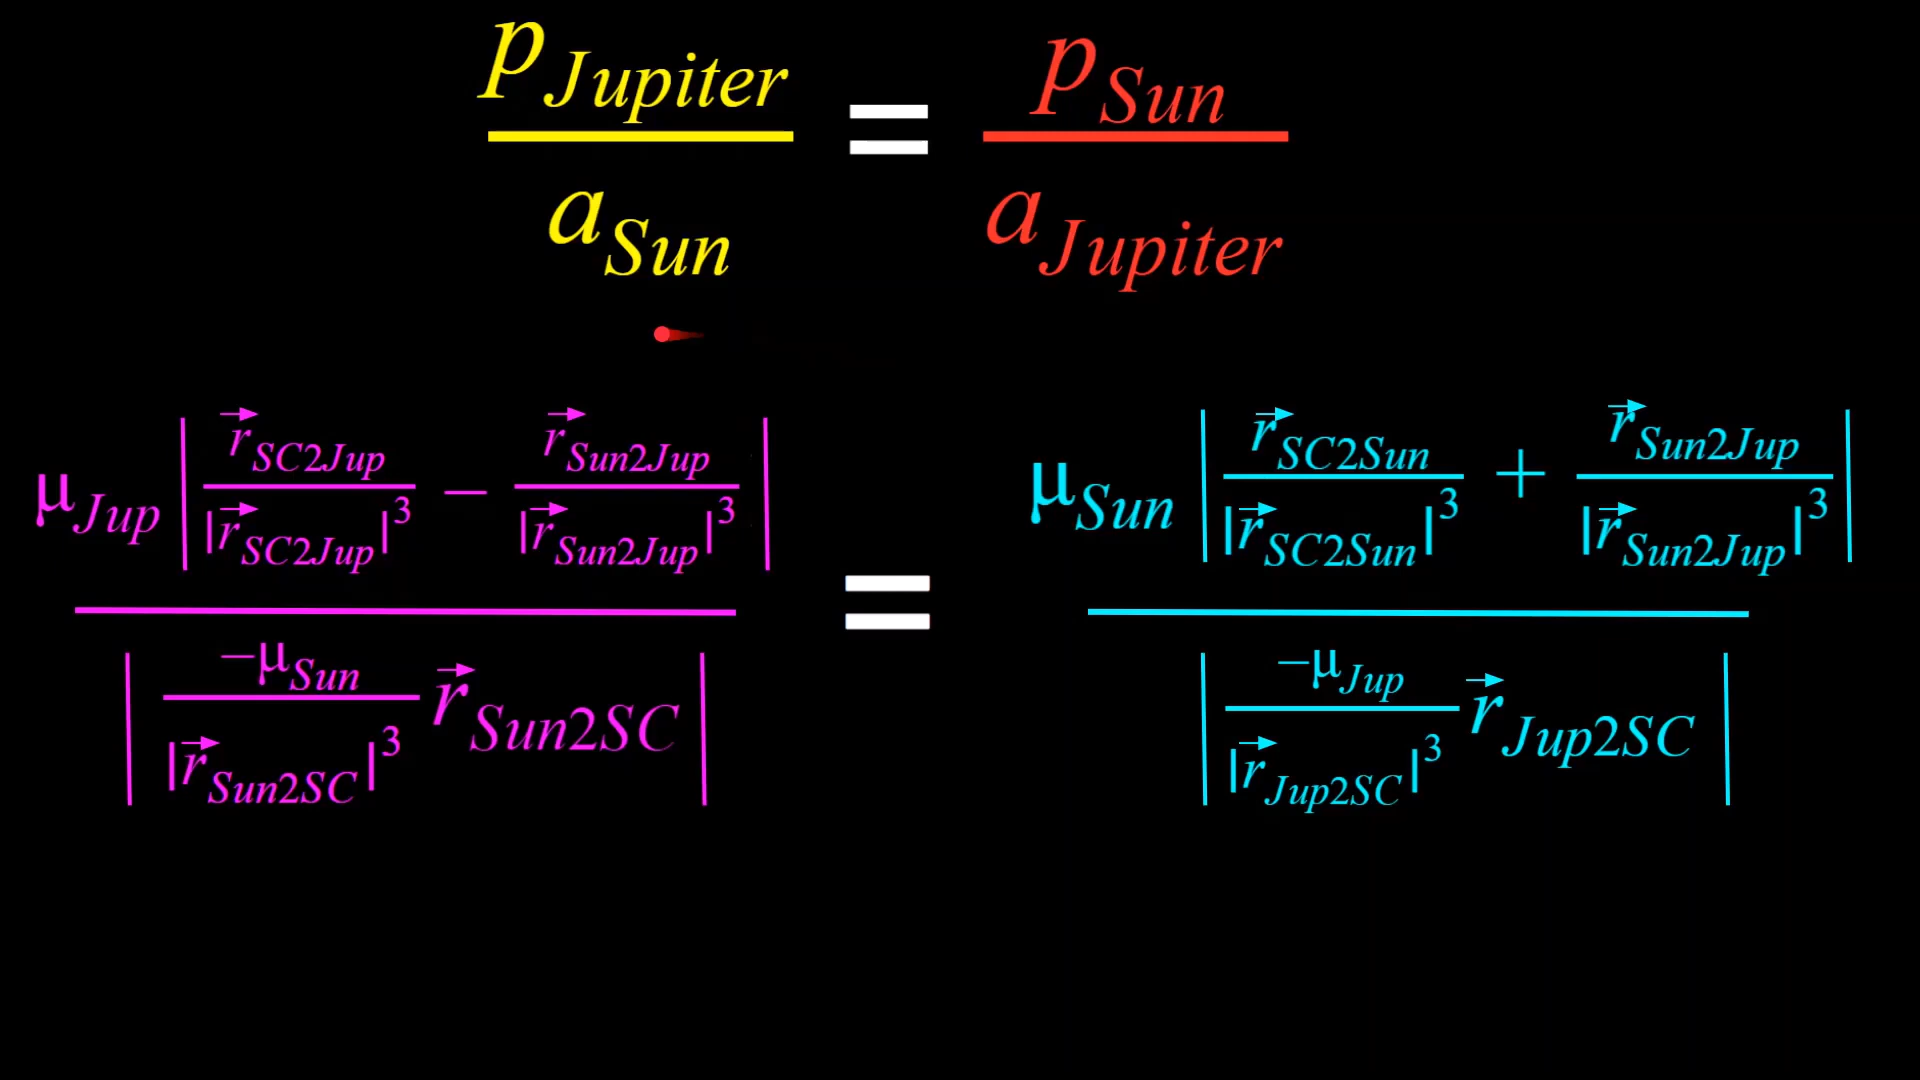 p_Jupiter / a_Sun = p_Sun / a_Jupiter
μ_Jup | r⃗_SC2Jup / |r⃗_SC2Jup|³ − r⃗_Sun2Jup / |r⃗_Sun2Jup|³ | / | −μ_Sun / |r⃗_Sun2SC|³ r⃗_Sun2SC | = μ_Sun | r⃗_SC2Sun / |r⃗_SC2Sun|³ + r⃗_Sun2Jup / |r⃗_Sun2Jup|³ | / | −μ_Jup / |r⃗_Jup2SC|³ r⃗_Jup2SC |